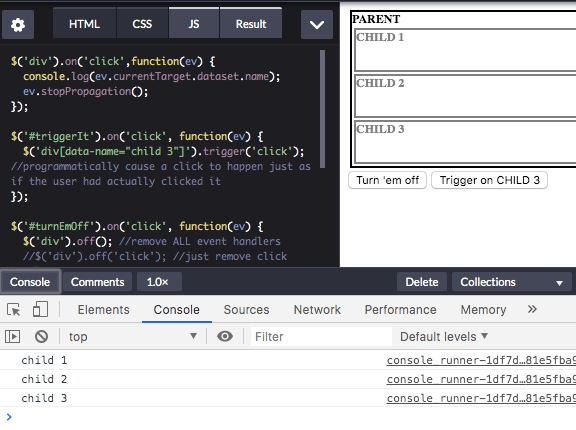 HTML CSS JS Result
$('div').on('click',function(ev) {
console.log(ev.currentTarget.dataset.name);
ev.stopPropagation();
});
$('#triggerIt').on('click', function(ev) {
$('div[data-name="child 3"]').trigger('click');
//programmatically cause a click to happen just as
if the user had actually clicked it
});
$('#turnEmOff').on('click', function(ev) {
$('div').off(); //remove ALL event handlers
//$('div').off('click'); //just remove click
PARENT
CHILD 1
CHILD 2
CHILD 3
Turn 'em off Trigger on CHILD 3
Console Comments 1.0× Delete Collections
Elements Console Sources Network Performance Memory »
top Filter Default levels
child 1 console_runner-1df7d…81e5fba9
child 2 console_runner-1df7d…81e5fba9
child 3 console_runner-1df7d…81e5fba9
>